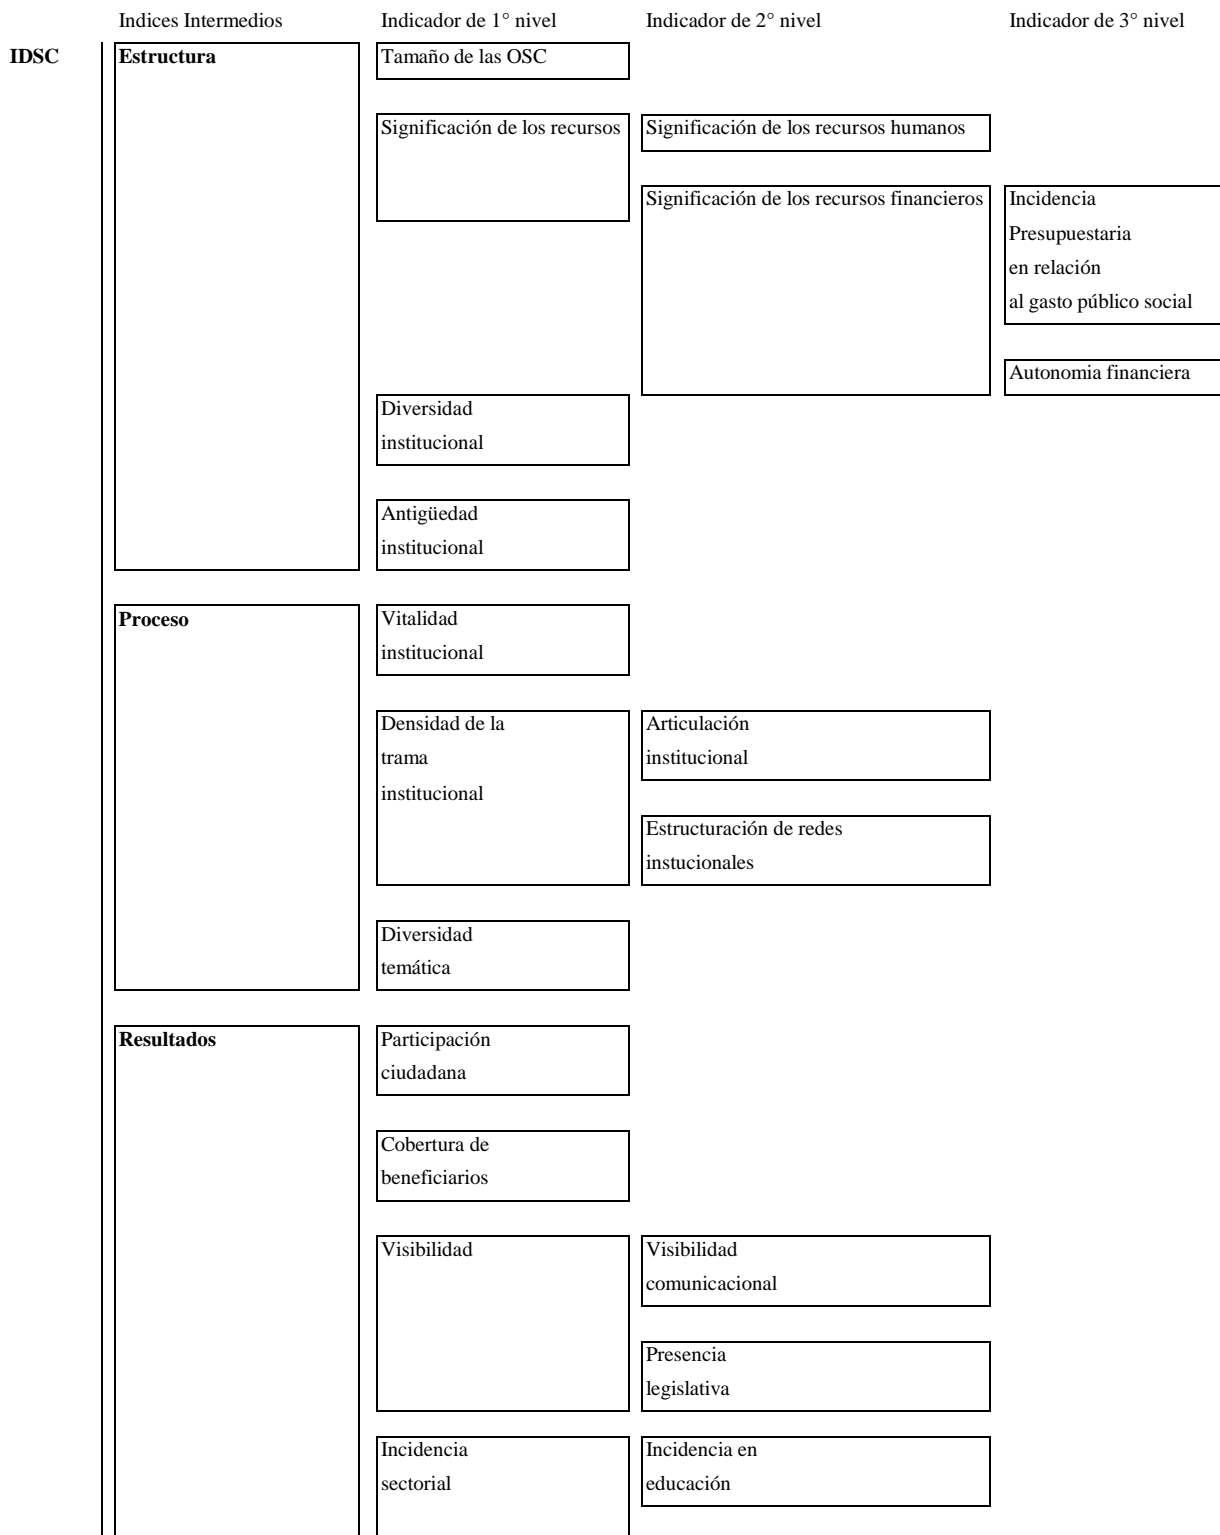 Indices Intermedios
Indicador de 1° nivel
Indicador de 2° nivel
Indicador de 3° nivel
IDSC
Estructura
Tamaño de las OSC
Significación de los recursos
Significación de los recursos humanos
Significación de los recursos financieros
Incidencia
Presupuestaria
en relación
al gasto público social
Autonomia financiera
Diversidad
institucional
Antigüedad
institucional
Proceso
Vitalidad
institucional
Densidad de la
trama
institucional
Articulación
institucional
Estructuración de redes
instucionales
Diversidad
temática
Resultados
Participación
ciudadana
Cobertura de
beneficiarios
Visibilidad
Visibilidad
comunicacional
Presencia
legislativa
Incidencia
sectorial
Incidencia en
educación